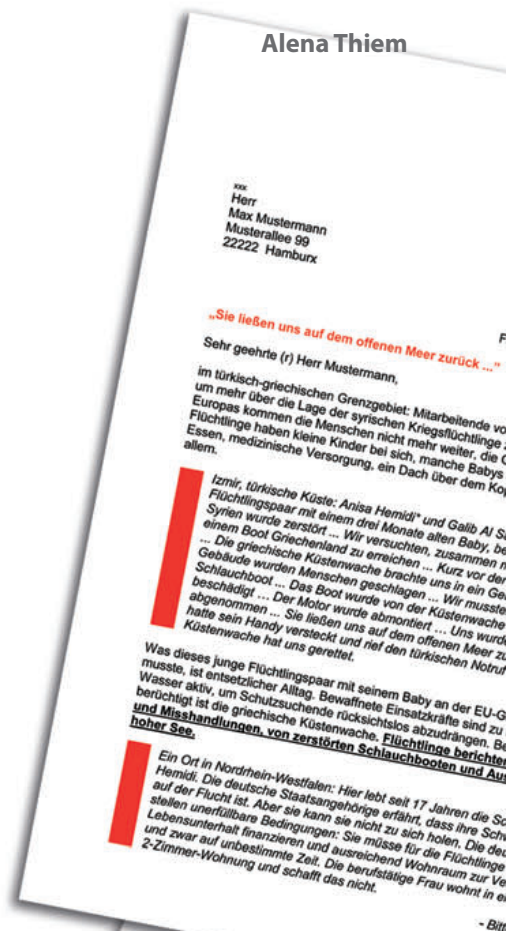 Alena Thiem
xxx
Herr
Max Mustermann
Musterallee 99
22222 Hamburx
F
„Sie ließen uns auf dem offenen Meer zurück ..."
Sehr geehrte (r) Herr Mustermann,
im türkisch-griechischen Grenzgebiet: Mitarbeitende vo
um mehr über die Lage der syrischen Kriegsflüchtlinge
Europas kommen die Menschen nicht mehr weiter. die G
Flüchtlinge haben kleine Kinder bei sich, manche Babys
Essen, medizinische Versorgung, ein Dach über dem Kop
allem.
Izmir, türkische Küste: Anisa Hemidi* und Galib Al S
Flüchtlingspaar mit einem drei Monate alten Baby, be
Syrien wurde zerstört ... Wir versuchten, zusammen m
einem Boot Griechenland zu erreichen ... Kurz vor der
... Die griechische Küstenwache brachte uns in ein Ge
Gebäude wurden Menschen geschlagen ... Wir musste
Schlauchboot ... Das Boot wurde von der Küstenwache
beschädigt ... Der Motor wurde abmontiert ... Uns wurd
abgenommen ... Sie ließen uns auf dem offenen Meer zu
hatte sein Handy versteckt und rief den türkischen Notruf
Küstenwache hat uns gerettet.
Was dieses junge Flüchtlingspaar mit seinem Baby an der EU-G
musste, ist entsetzlicher Alltag. Bewaffnete Einsatzkräfte sind zu
Wasser aktiv, um Schutzsuchende rücksichtslos abzudrängen. Be
berüchtigt ist die griechische Küstenwache. Flüchtlinge berichten
und Misshandlungen, von zerstörten Schlauchbooten und Aus
hoher See.
Ein Ort in Nordrhein-Westfalen: Hier lebt seit 17 Jahren die Sc
Hemidi. Die deutsche Staatsangehörige erfährt, dass ihre Schw
auf der Flucht ist. Aber sie kann sie nicht zu sich holen. Die deu
stellen unerfüllbare Bedingungen: Sie müsse für die Flüchtlinge
Lebensunterhalt finanzieren und ausreichend Wohnraum zur Ve
und zwar auf unbestimmte Zeit. Die berufstätige Frau wohnt in ei
2-Zimmer-Wohnung und schafft das nicht.
- Bitt